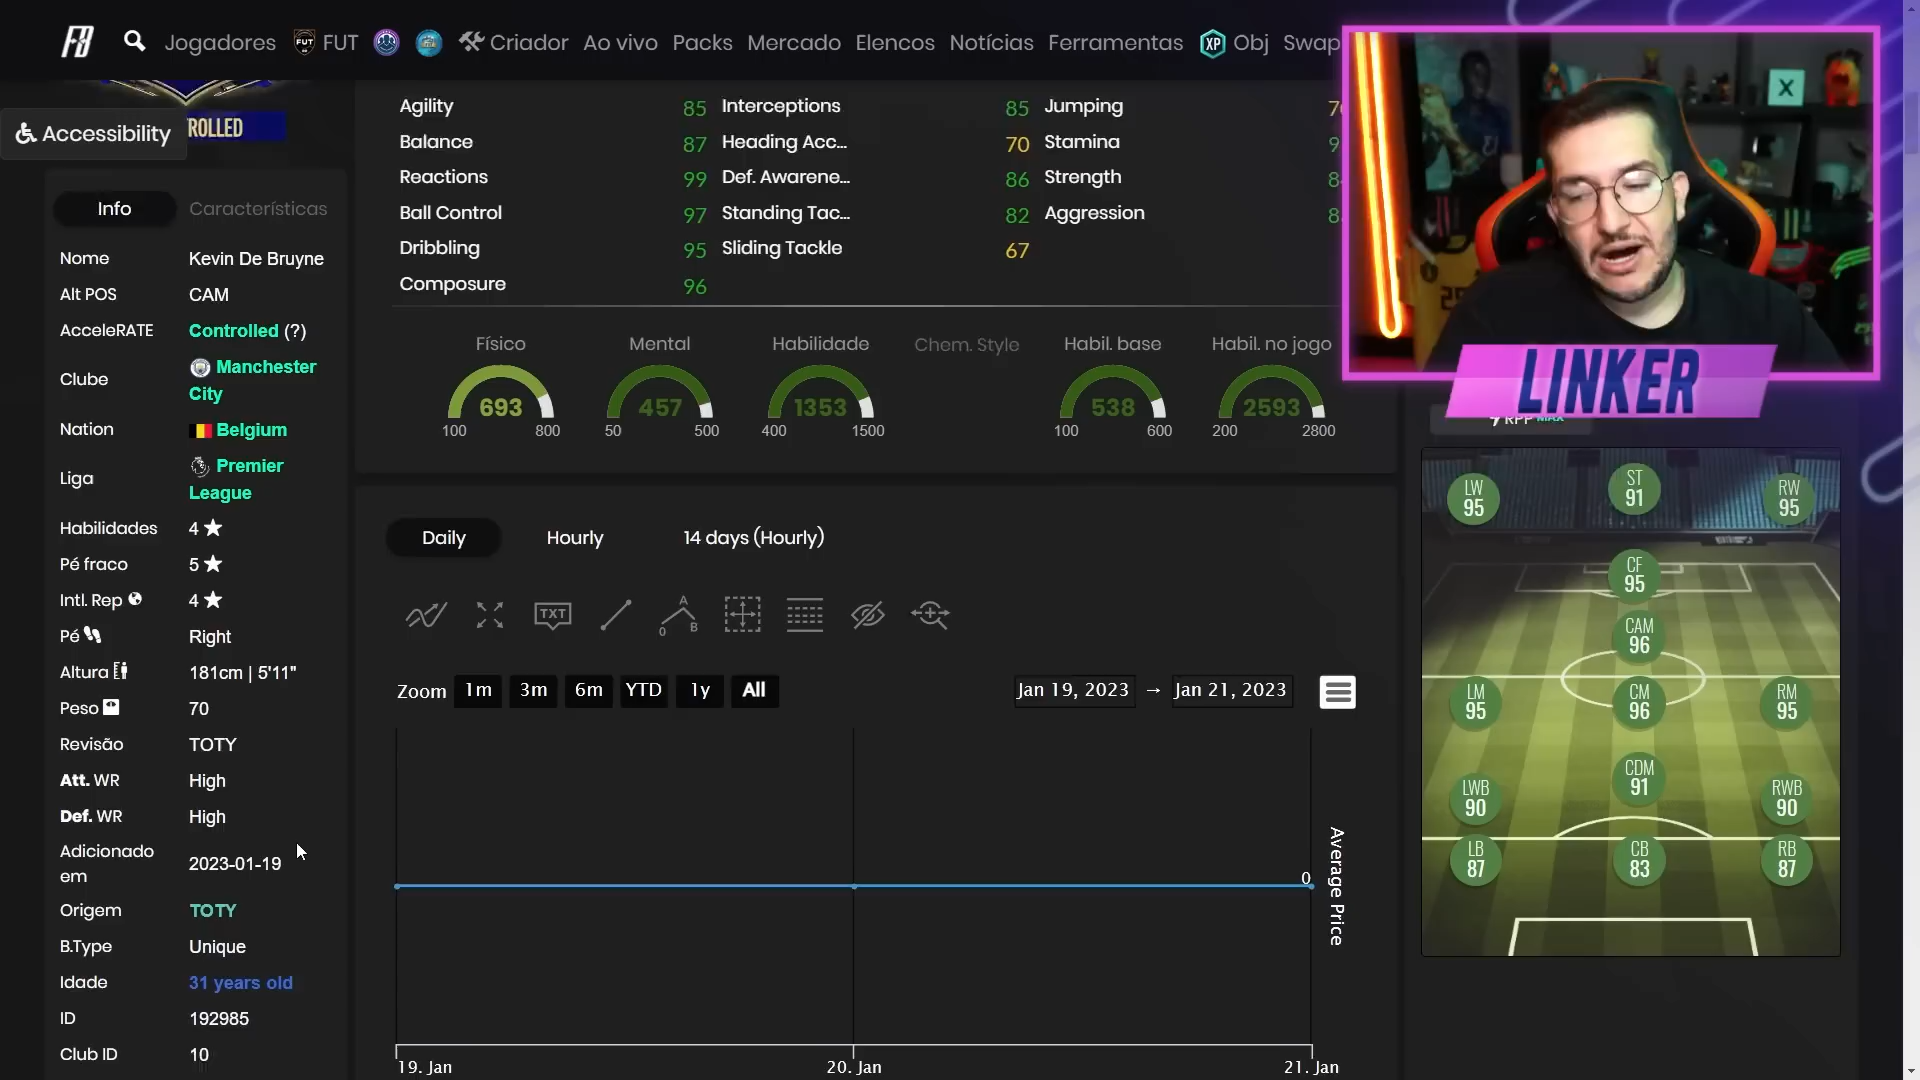 Jogadores FUT Criador Ao vivo Packs Mercado Elencos Notícias Ferramentas XP Obj Swap
Accessibility
ROLLED
Info Características
Nome Kevin De Bruyne
Alt POS CAM
AcceleRATE Controlled (?)
Clube Manchester City
Nation Belgium
Liga Premier League
Habilidades 4
Pé fraco 5
Intl. Rep 4
Pé Right
Altura 181cm | 5'11"
Peso 70
Revisão TOTY
Att. WR High
Def. WR High
Adicionado em 2023-01-19
Origem TOTY
B.Type Unique
Idade 31 years old
ID 192985
Club ID 10
Agility 85 Interceptions 85 Jumping
Balance 87 Heading Acc... 70 Stamina
Reactions 99 Def. Awarene... 86 Strength
Ball Control 97 Standing Tac... 82 Aggression
Dribbling 95 Sliding Tackle 67
Composure 96
Físico Mental Habilidade Chem. Style Habil. base Habil. no jogo
693 457 1353 538 2593
100 800 50 500 400 1500 100 600 200 2800
Daily Hourly 14 days (Hourly)
TXT
A
0 B
Zoom 1m 3m 6m YTD 1y All Jan 19, 2023 → Jan 21, 2023
0
Average Price
19. Jan 20. Jan 21. Jan
X
LINKER
RPP MAX
LW 95
ST 91
RW 95
CF 95
CAM 96
LM 95
CM 96
RM 95
CDM 91
LWB 90
RWB 90
LB 87
CB 83
RB 87